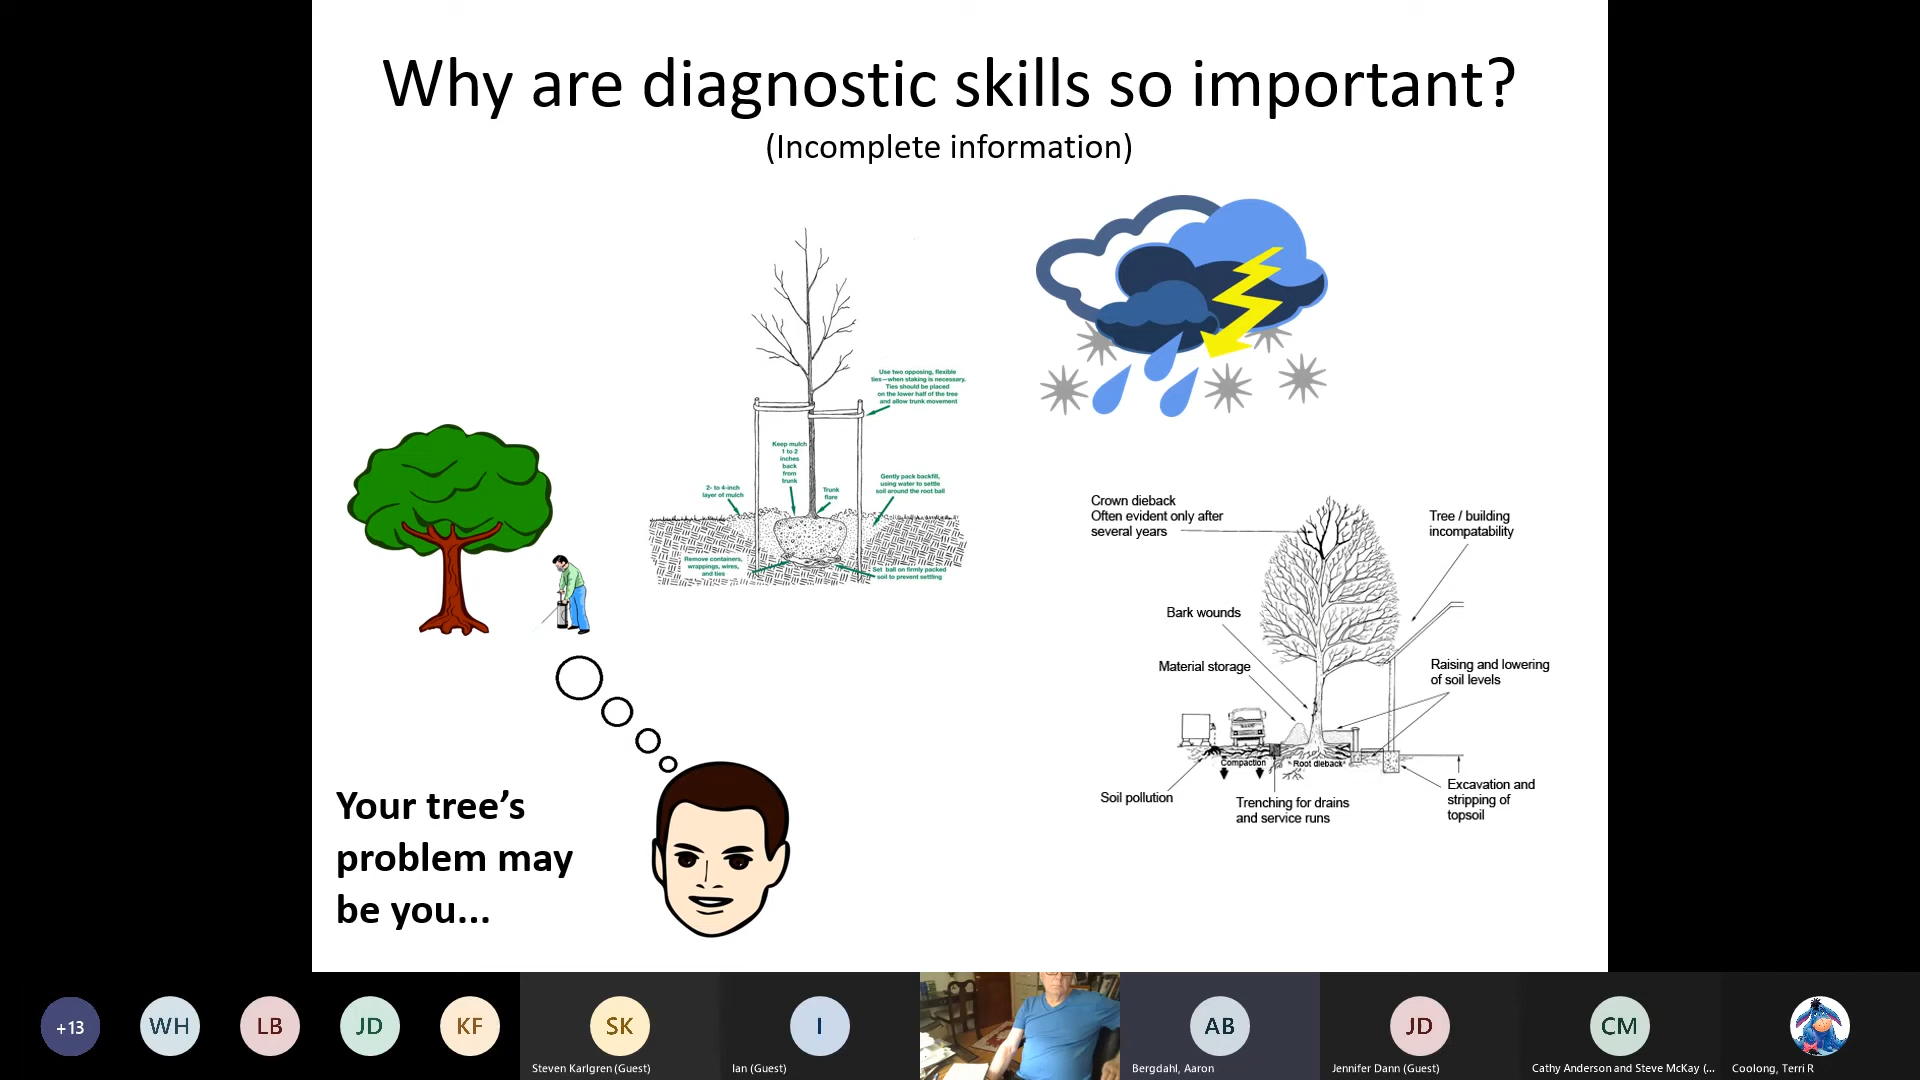 Why are diagnostic skills so important?
(Incomplete information)
Use two opposing, flexible
ties—when staking is necessary.
Ties should be placed
on the lower half of the tree
and allow trunk movement
Keep mulch
1 to 2
inches
back
from
trunk
2- to 4-inch
layer of mulch
Trunk
flare
Gently pack backfill,
using water to settle
soil around the root ball
Remove containers,
wrappings, wires,
and ties
Set ball on firmly packed
soil to prevent settling
Crown dieback
Often evident only after
several years
Tree / building
incompatability
Bark wounds
Material storage
Raising and lowering
of soil levels
Compaction
"Root dieback"
Soil pollution
Trenching for drains
and service runs
Excavation and
stripping of
topsoil
Your tree's
problem may
be you...
+13
WH
LB
JD
KF
SK
Steven Karlgren (Guest)
I
Ian (Guest)
AB
Bergdahl, Aaron
JD
Jennifer Dann (Guest)
CM
Cathy Anderson and Steve McKay (...
Coolong, Terri R